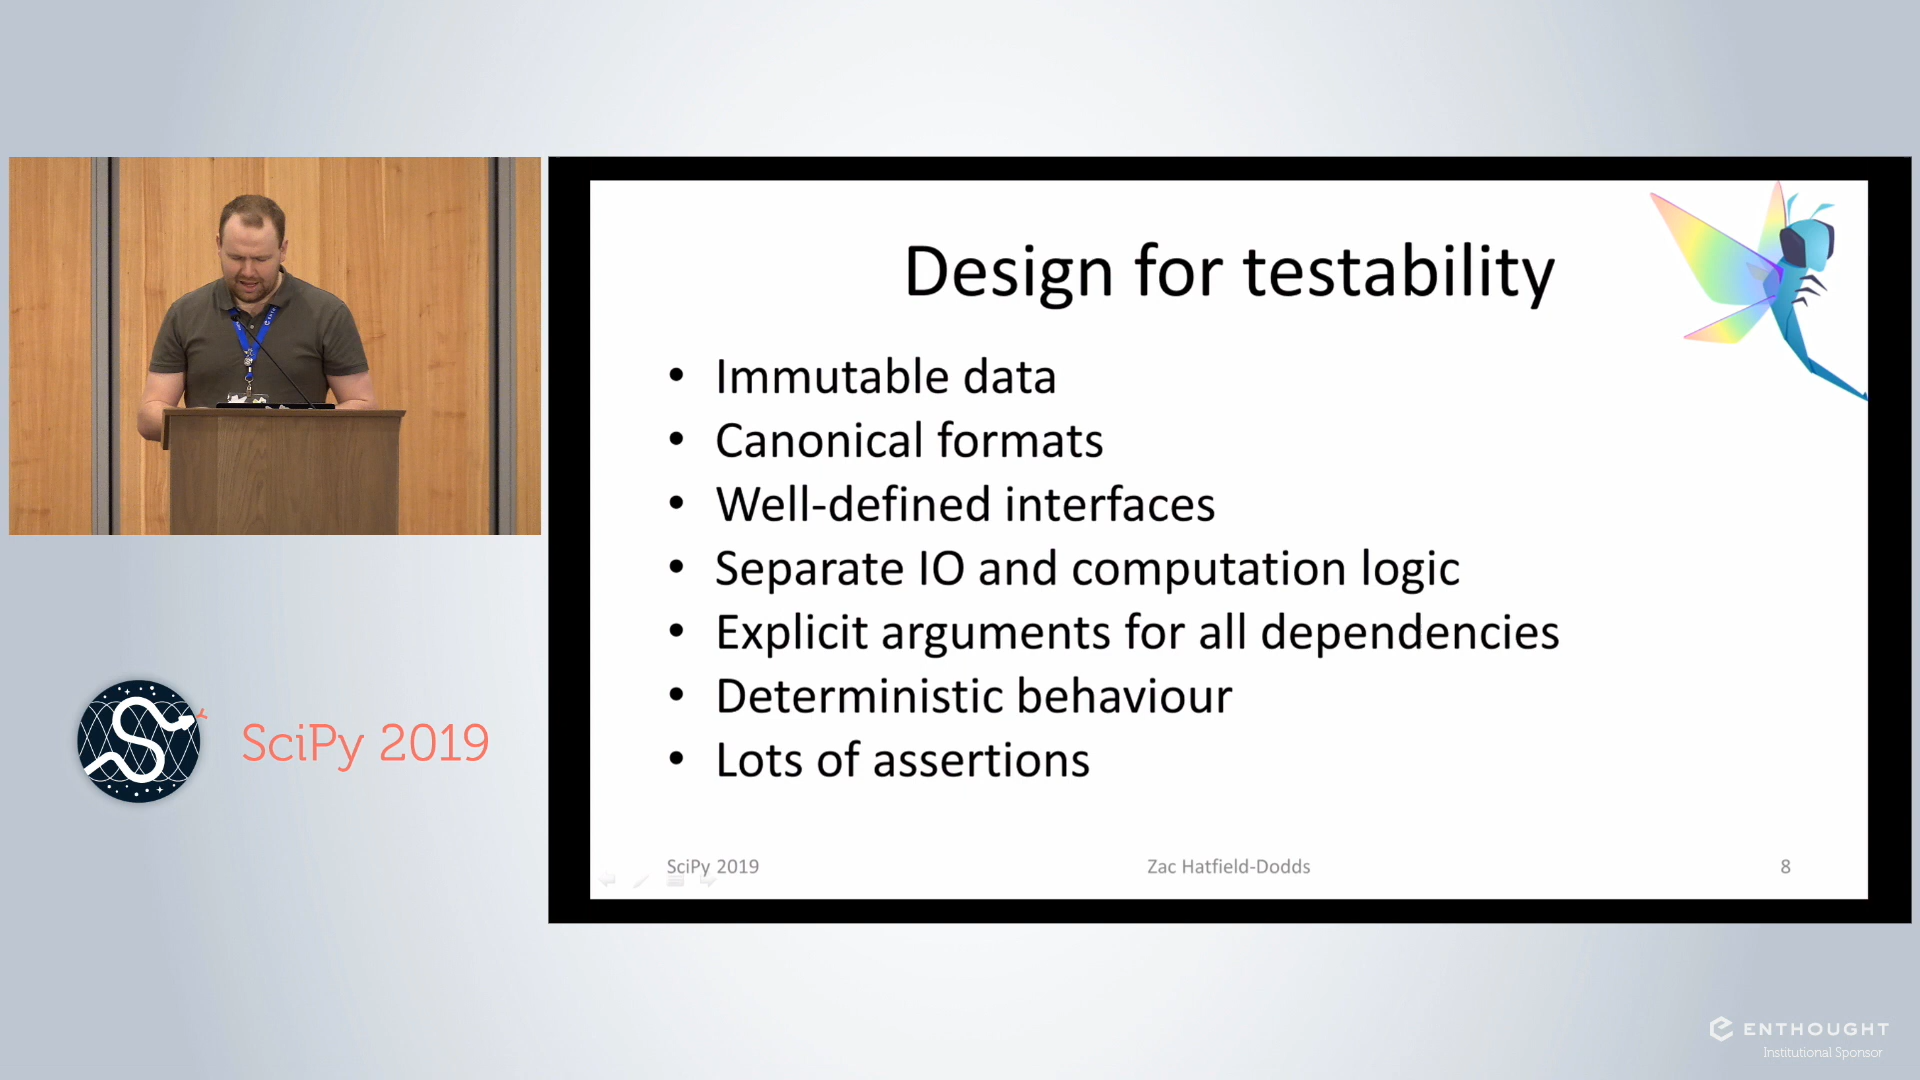 Design for testability
• Immutable data
• Canonical formats
• Well-defined interfaces
• Separate IO and computation logic
• Explicit arguments for all dependencies
• Deterministic behaviour
• Lots of assertions
SciPy 2019
Zac Hatfield-Dodds
8
SciPy 2019
ENTHOUGHT
Institutional Sponsor